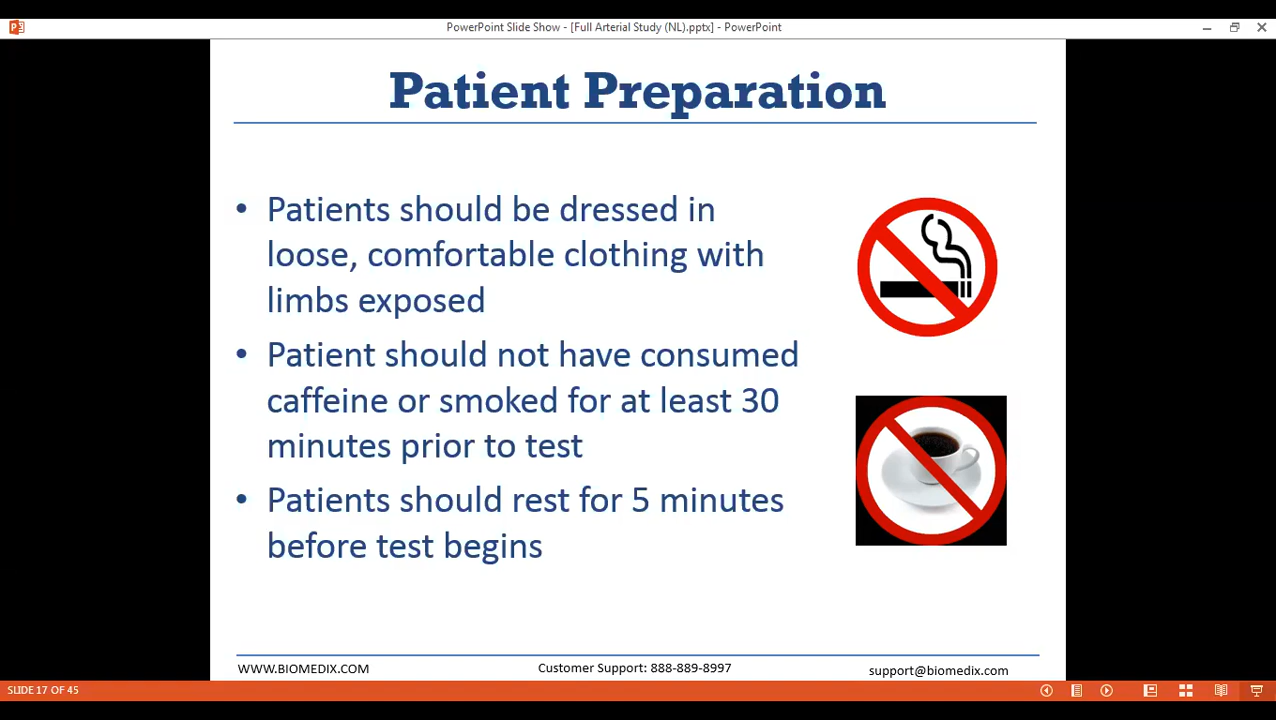 PowerPoint Slide Show - [Full Arterial Study (NL).pptx] - PowerPoint
Patient Preparation
• Patients should be dressed in
loose, comfortable clothing with
limbs exposed
• Patient should not have consumed
caffeine or smoked for at least 30
minutes prior to test
• Patients should rest for 5 minutes
before test begins
WWW.BIOMEDIX.COM
Customer Support: 888-889-8997
support@biomedix.com
SLIDE 17 OF 45